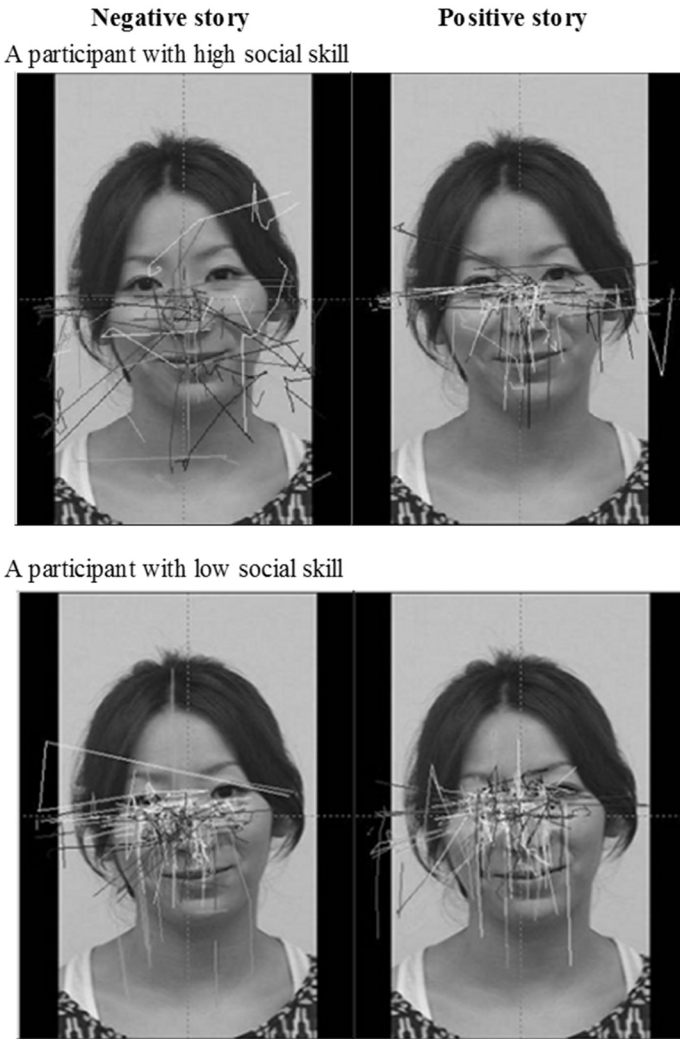 Negative story
Positive story
A participant with high social skill
A participant with low social skill